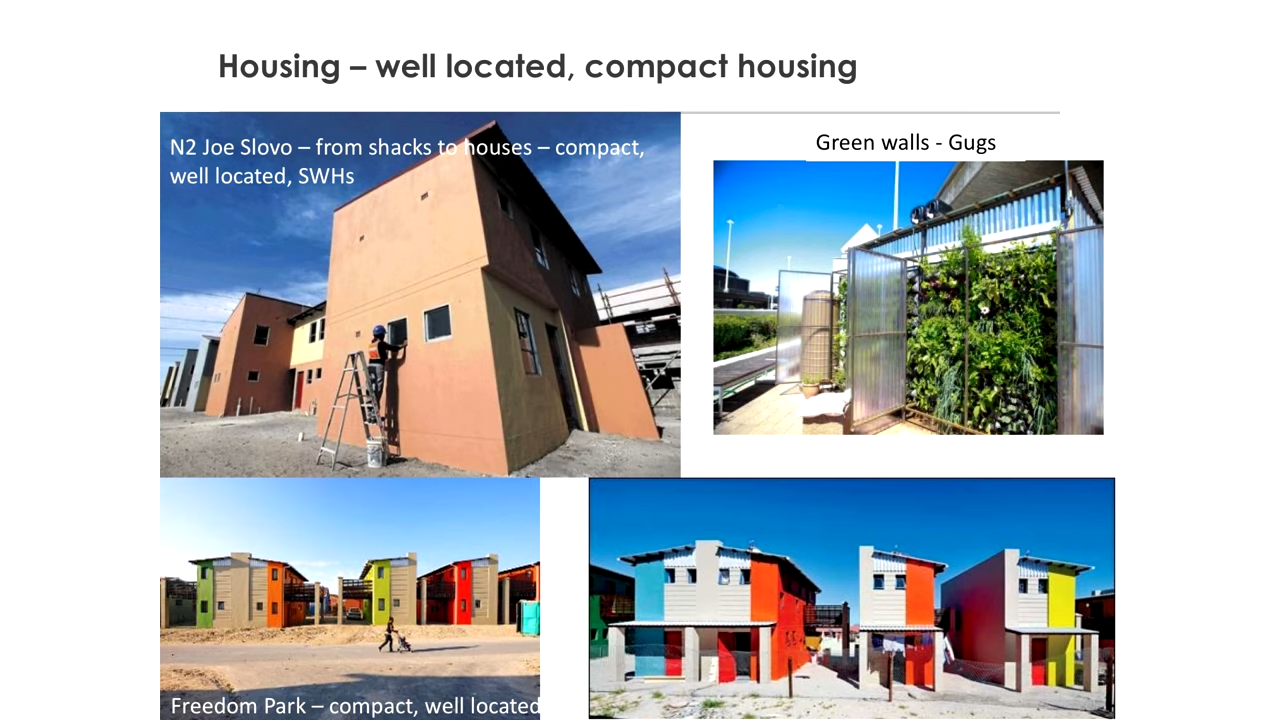 Housing – well located, compact housing
N2 Joe Slovo – from shacks to houses – compact,
well located, SWHs
Green walls - Gugs
Freedom Park – compact, well located